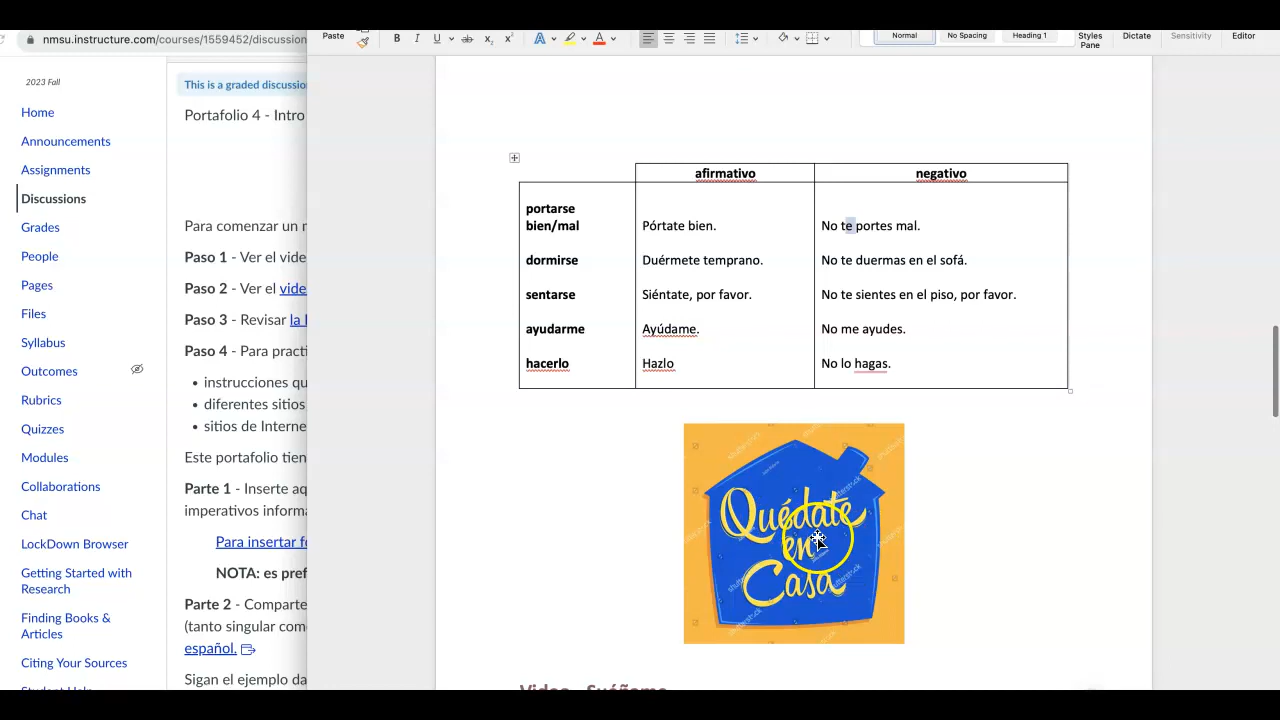 nmsu.instructure.com/courses/1559452/discussion
Paste
B I U ab x₂ x² A A
Normal
No Spacing
Heading 1
Styles
Pane
Dictate
Sensitivity
Editor
2023 Fall
Home
Announcements
Assignments
Discussions
Grades
People
Pages
Files
Syllabus
Outcomes
Rubrics
Quizzes
Modules
Collaborations
Chat
LockDown Browser
Getting Started with
Research
Finding Books &
Articles
Citing Your Sources
This is a graded discussio
Portafolio 4 - Intro
Para comenzar un
Paso 1 - Ver el vide
Paso 2 - Ver el vide
Paso 3 - Revisar la
Paso 4 - Para practi
• instrucciones qu
• diferentes sitios
• sitios de Interne
Este portafolio tien
Parte 1 - Inserte aq
imperativos informa
Para insertar fo
NOTA: es pref
Parte 2 - Comparte
(tanto singular com
español.
Sigan el ejemplo da
afirmativo negativo
portarse
bien/mal Pórtate bien. No te portes mal.
dormirse Duérmete temprano. No te duermas en el sofá.
sentarse Siéntate, por favor. No te sientes en el piso, por favor.
ayudarme Ayúdame. No me ayudes.
hacerlo Hazlo No lo hagas.
Quédate
en
Casa